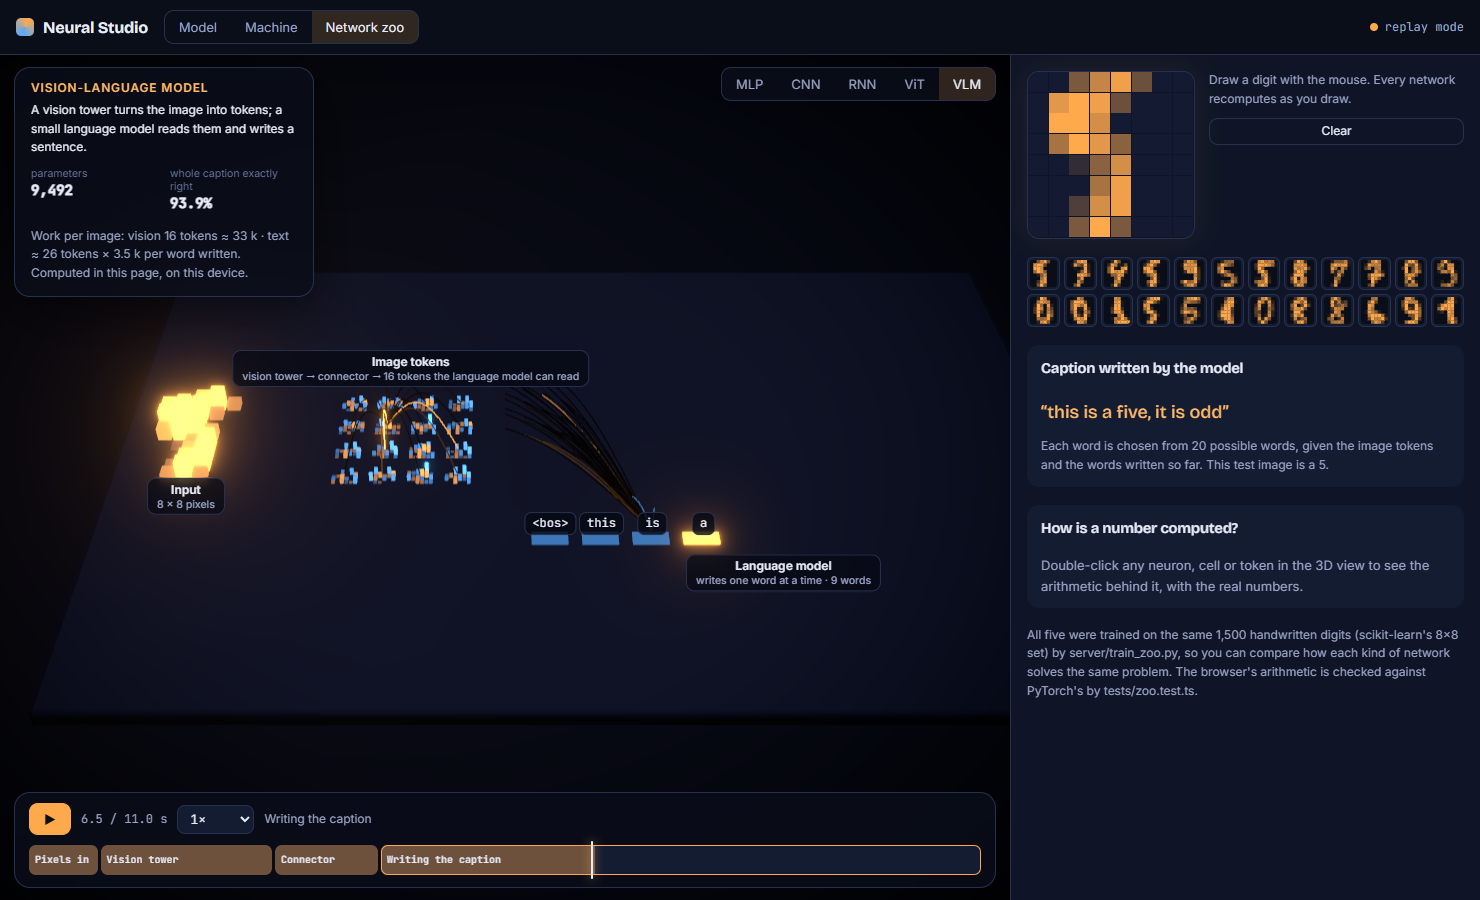 Neural Studio
Model
Machine
Network zoo
replay mode
VISION-LANGUAGE MODEL
A vision tower turns the image into tokens; a
small language model reads them and writes a
sentence.
parameters
9,492
whole caption exactly
right
93.9%
Work per image: vision 16 tokens ≈ 33 k · text
≈ 26 tokens × 3.5 k per word written.
Computed in this page, on this device.
MLP
CNN
RNN
ViT
VLM
Image tokens
vision tower → connector → 16 tokens the language model can read
Input
8 × 8 pixels
<bos>
this
is
a
Language model
writes one word at a time · 9 words
6.5 / 11.0 s
1×
Writing the caption
Pixels in
Vision tower
Connector
Writing the caption
Draw a digit with the mouse. Every network
recomputes as you draw.
Clear
Caption written by the model
“this is a five, it is odd”
Each word is chosen from 20 possible words, given the image tokens
and the words written so far. This test image is a 5.
How is a number computed?
Double-click any neuron, cell or token in the 3D view to see the
arithmetic behind it, with the real numbers.
All five were trained on the same 1,500 handwritten digits (scikit-learn's 8×8
set) by server/train_zoo.py, so you can compare how each kind of network
solves the same problem. The browser's arithmetic is checked against
PyTorch's by tests/zoo.test.ts.